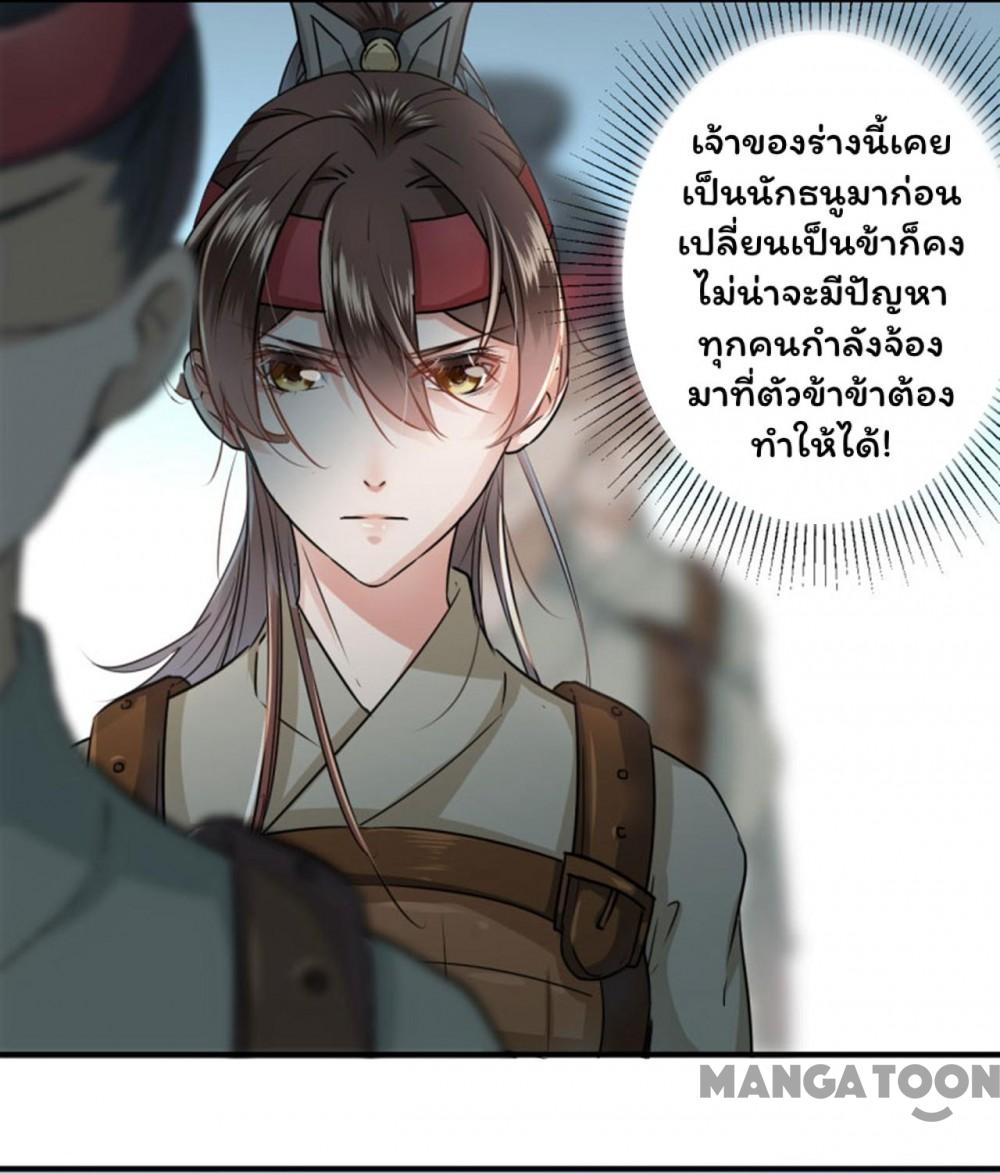 เจ้าของร่างนี้เคย
เป็นนักธนูมาก่อน
เปลี่ยนเป็นข้าก็คง
ไม่น่าจะมีปัญหา
ทุกคนกำลังจ้อง
มาที่ตัวข้าข้าต้อง
ทำให้ได้!
MANGATOON